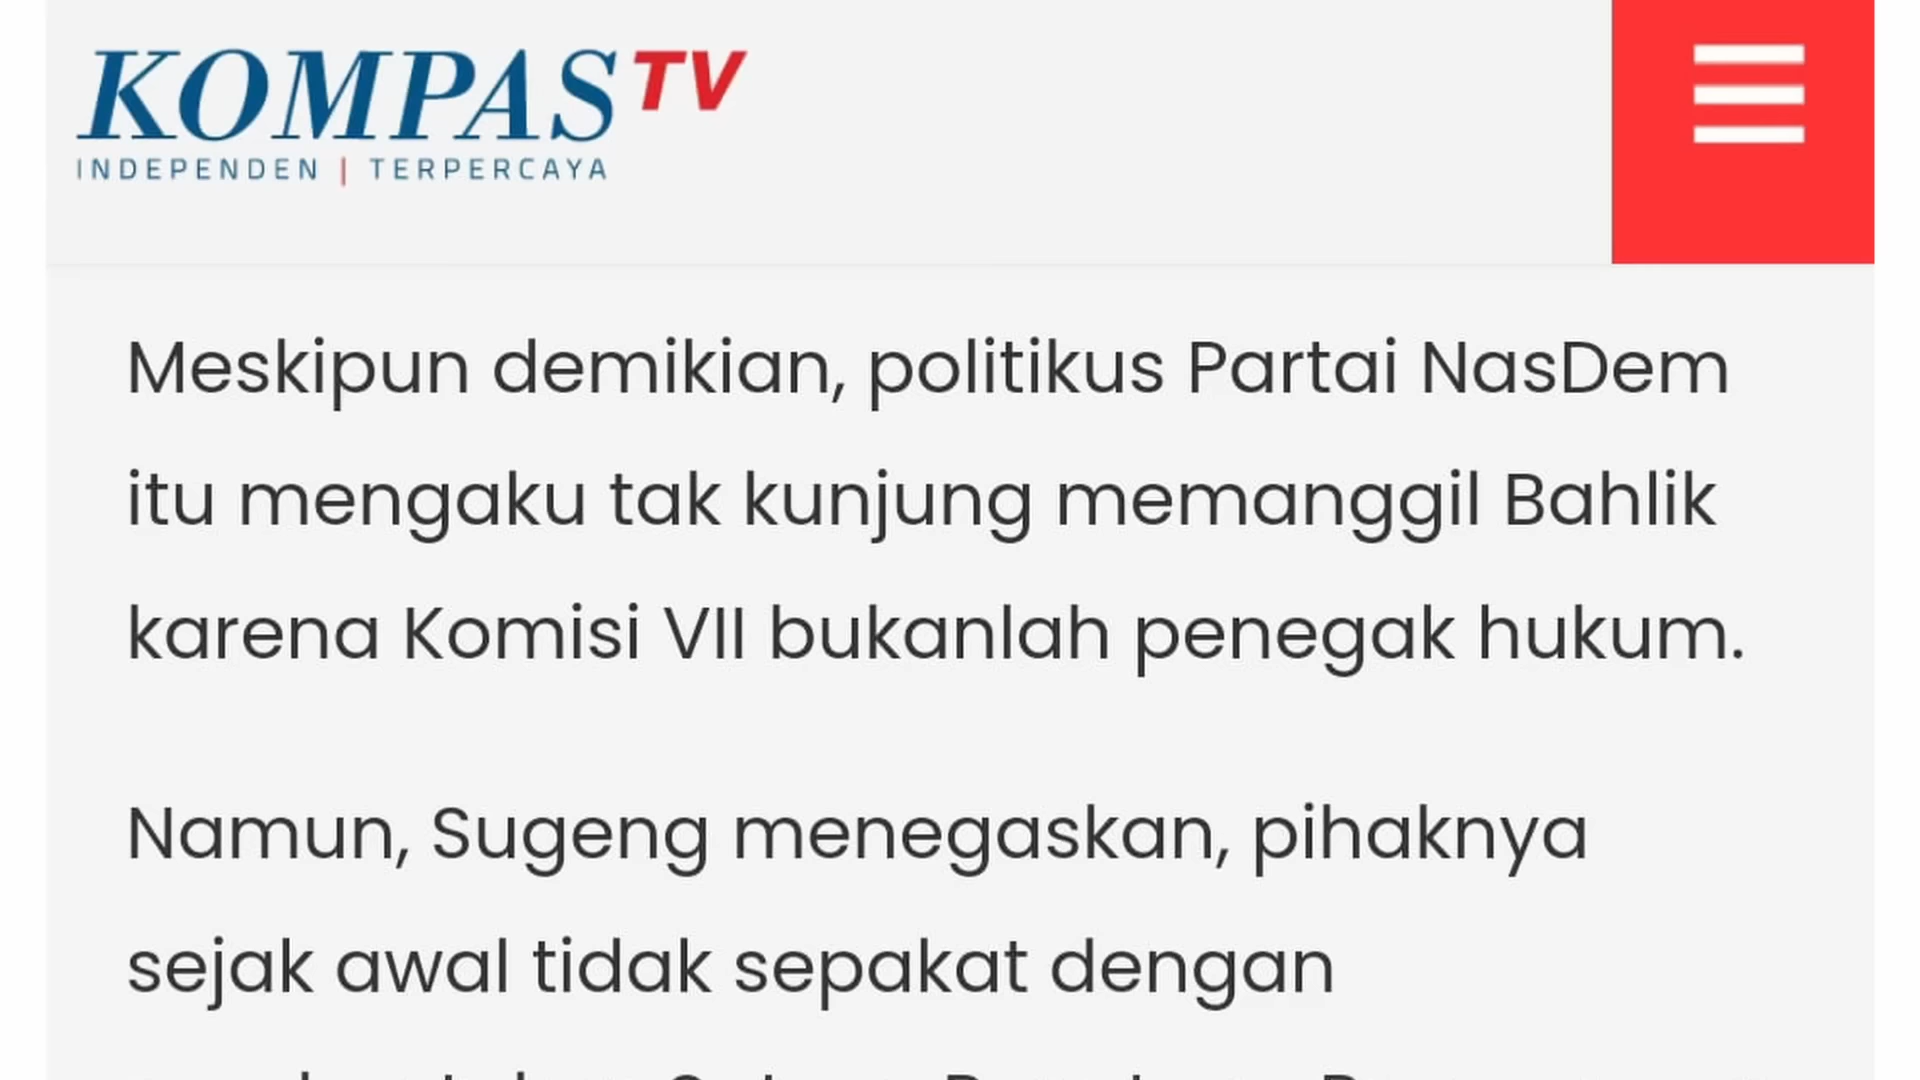 KOMPAS TV
INDEPENDEN | TERPERCAYA
Meskipun demikian, politikus Partai NasDem
itu mengaku tak kunjung memanggil Bahlik
karena Komisi VII bukanlah penegak hukum.
Namun, Sugeng menegaskan, pihaknya
sejak awal tidak sepakat dengan